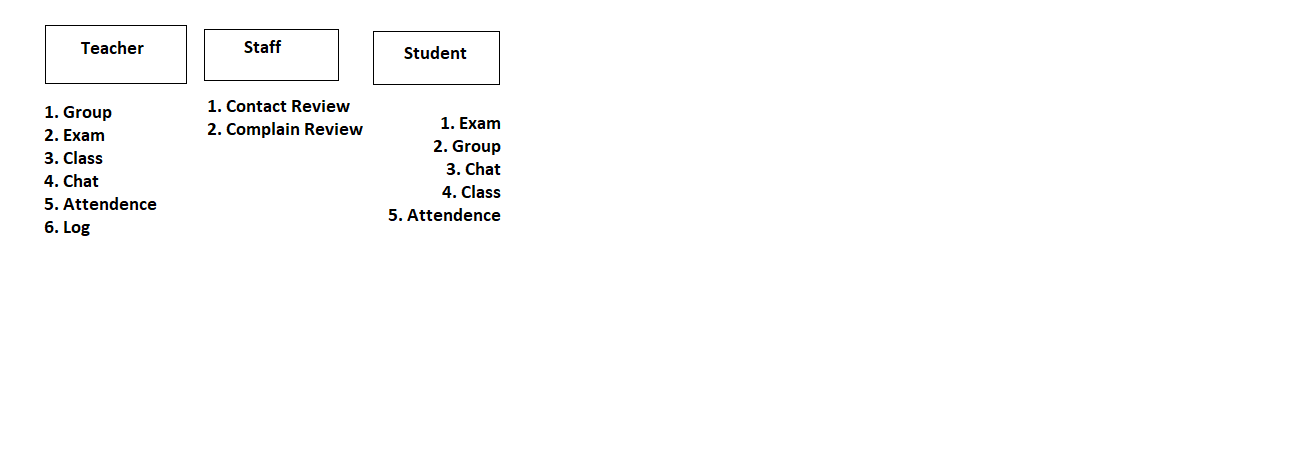 Teacher
1. Group
2. Exam
3. Class
4. Chat
5. Attendence
6. Log
Staff
1. Contact Review
2. Complain Review
Student
1. Exam
2. Group
3. Chat
4. Class
5. Attendence